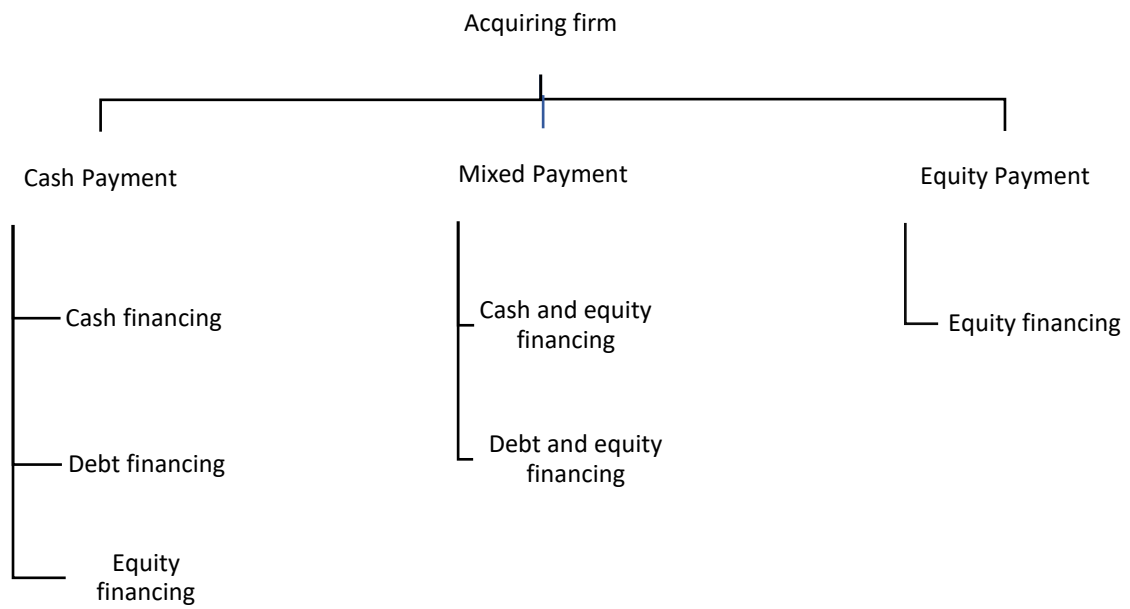 Acquiring firm
Cash Payment
Mixed Payment
Equity Payment
Cash financing
Cash and equity
financing
Equity financing
Debt financing
Debt and equity
financing
Equity
financing